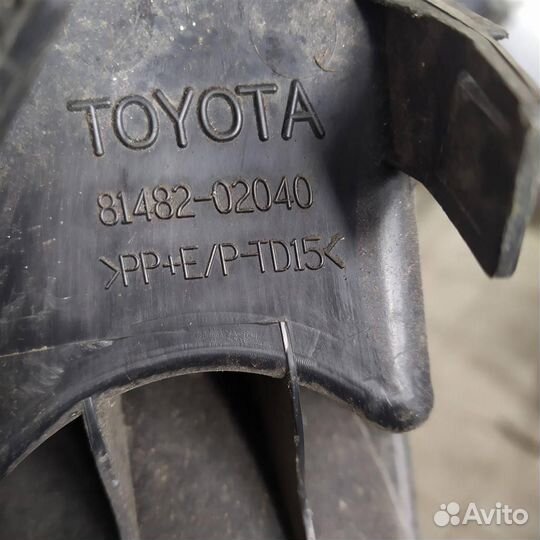 TOYOTA
81482-02040
>PP+E/P-TD15<
Avito